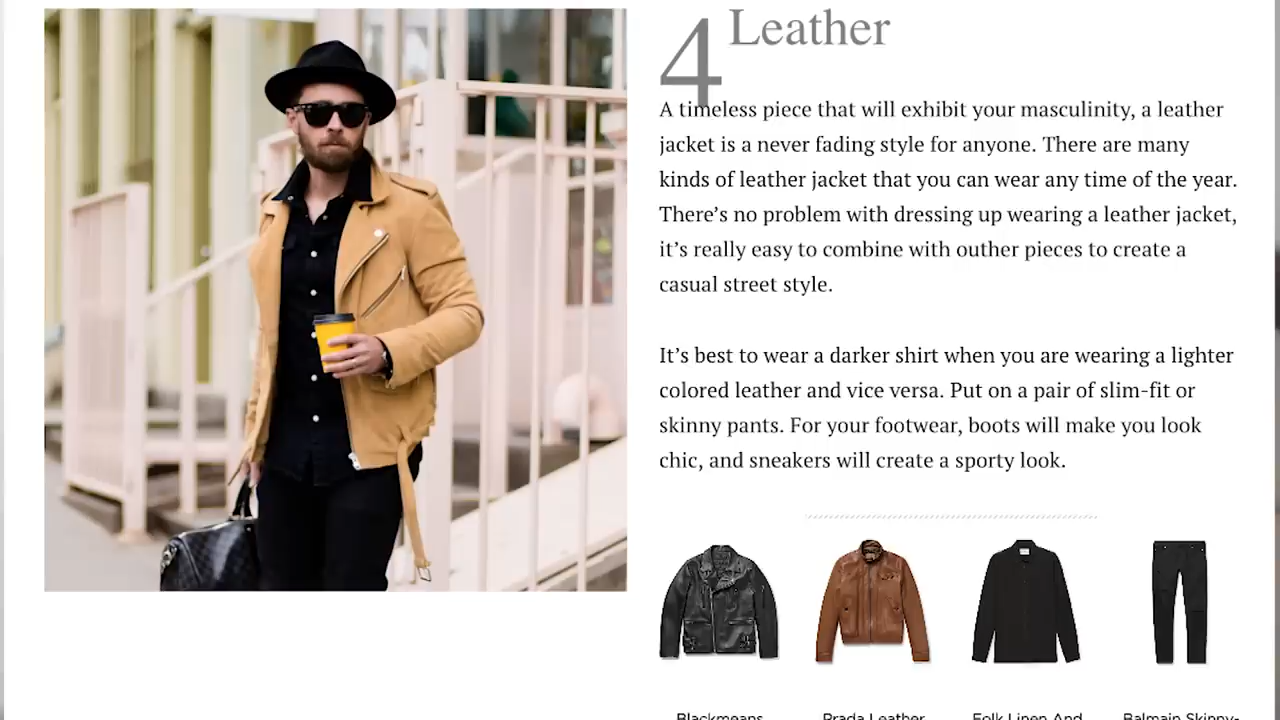 4 Leather
A timeless piece that will exhibit your masculinity, a leather
jacket is a never fading style for anyone. There are many
kinds of leather jacket that you can wear any time of the year.
There’s no problem with dressing up wearing a leather jacket,
it’s really easy to combine with outher pieces to create a
casual street style.
It’s best to wear a darker shirt when you are wearing a lighter
colored leather and vice versa. Put on a pair of slim-fit or
skinny pants. For your footwear, boots will make you look
chic, and sneakers will create a sporty look.
Blackmeans Prada Leather Folk Linen And Balmain Skinny-